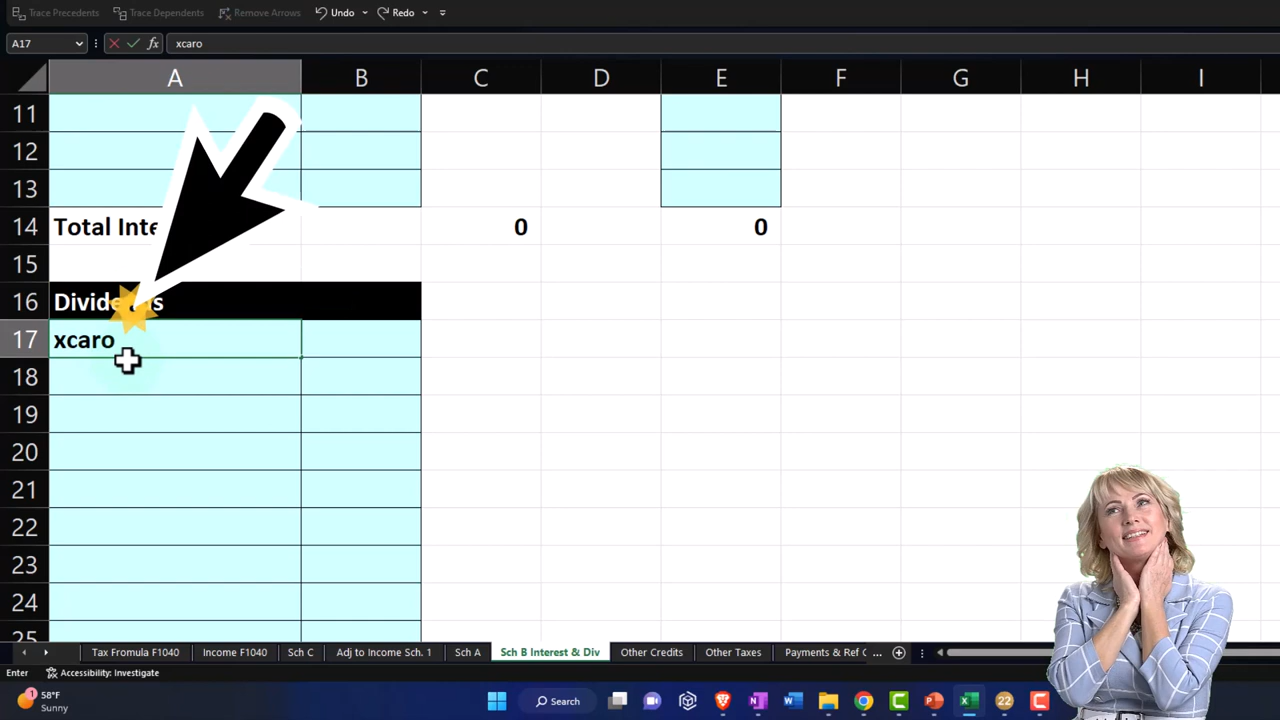 Trace Precedents Trace Dependents Remove Arrows Undo Redo
A17 fx xcaro
A B C D E F G H I
11
12
13
14 Total Inte 0 0
15
16 Divide s
17 xcaro
18
19
20
21
22
23
24
25
Tax Fromula F1040 Income F1040 Sch C Adj to Income Sch. 1 Sch A Sch B Interest & Div Other Credits Other Taxes Payments & Ref C ...
Enter Accessibility: Investigate
1 58°F Search 22
Sunny